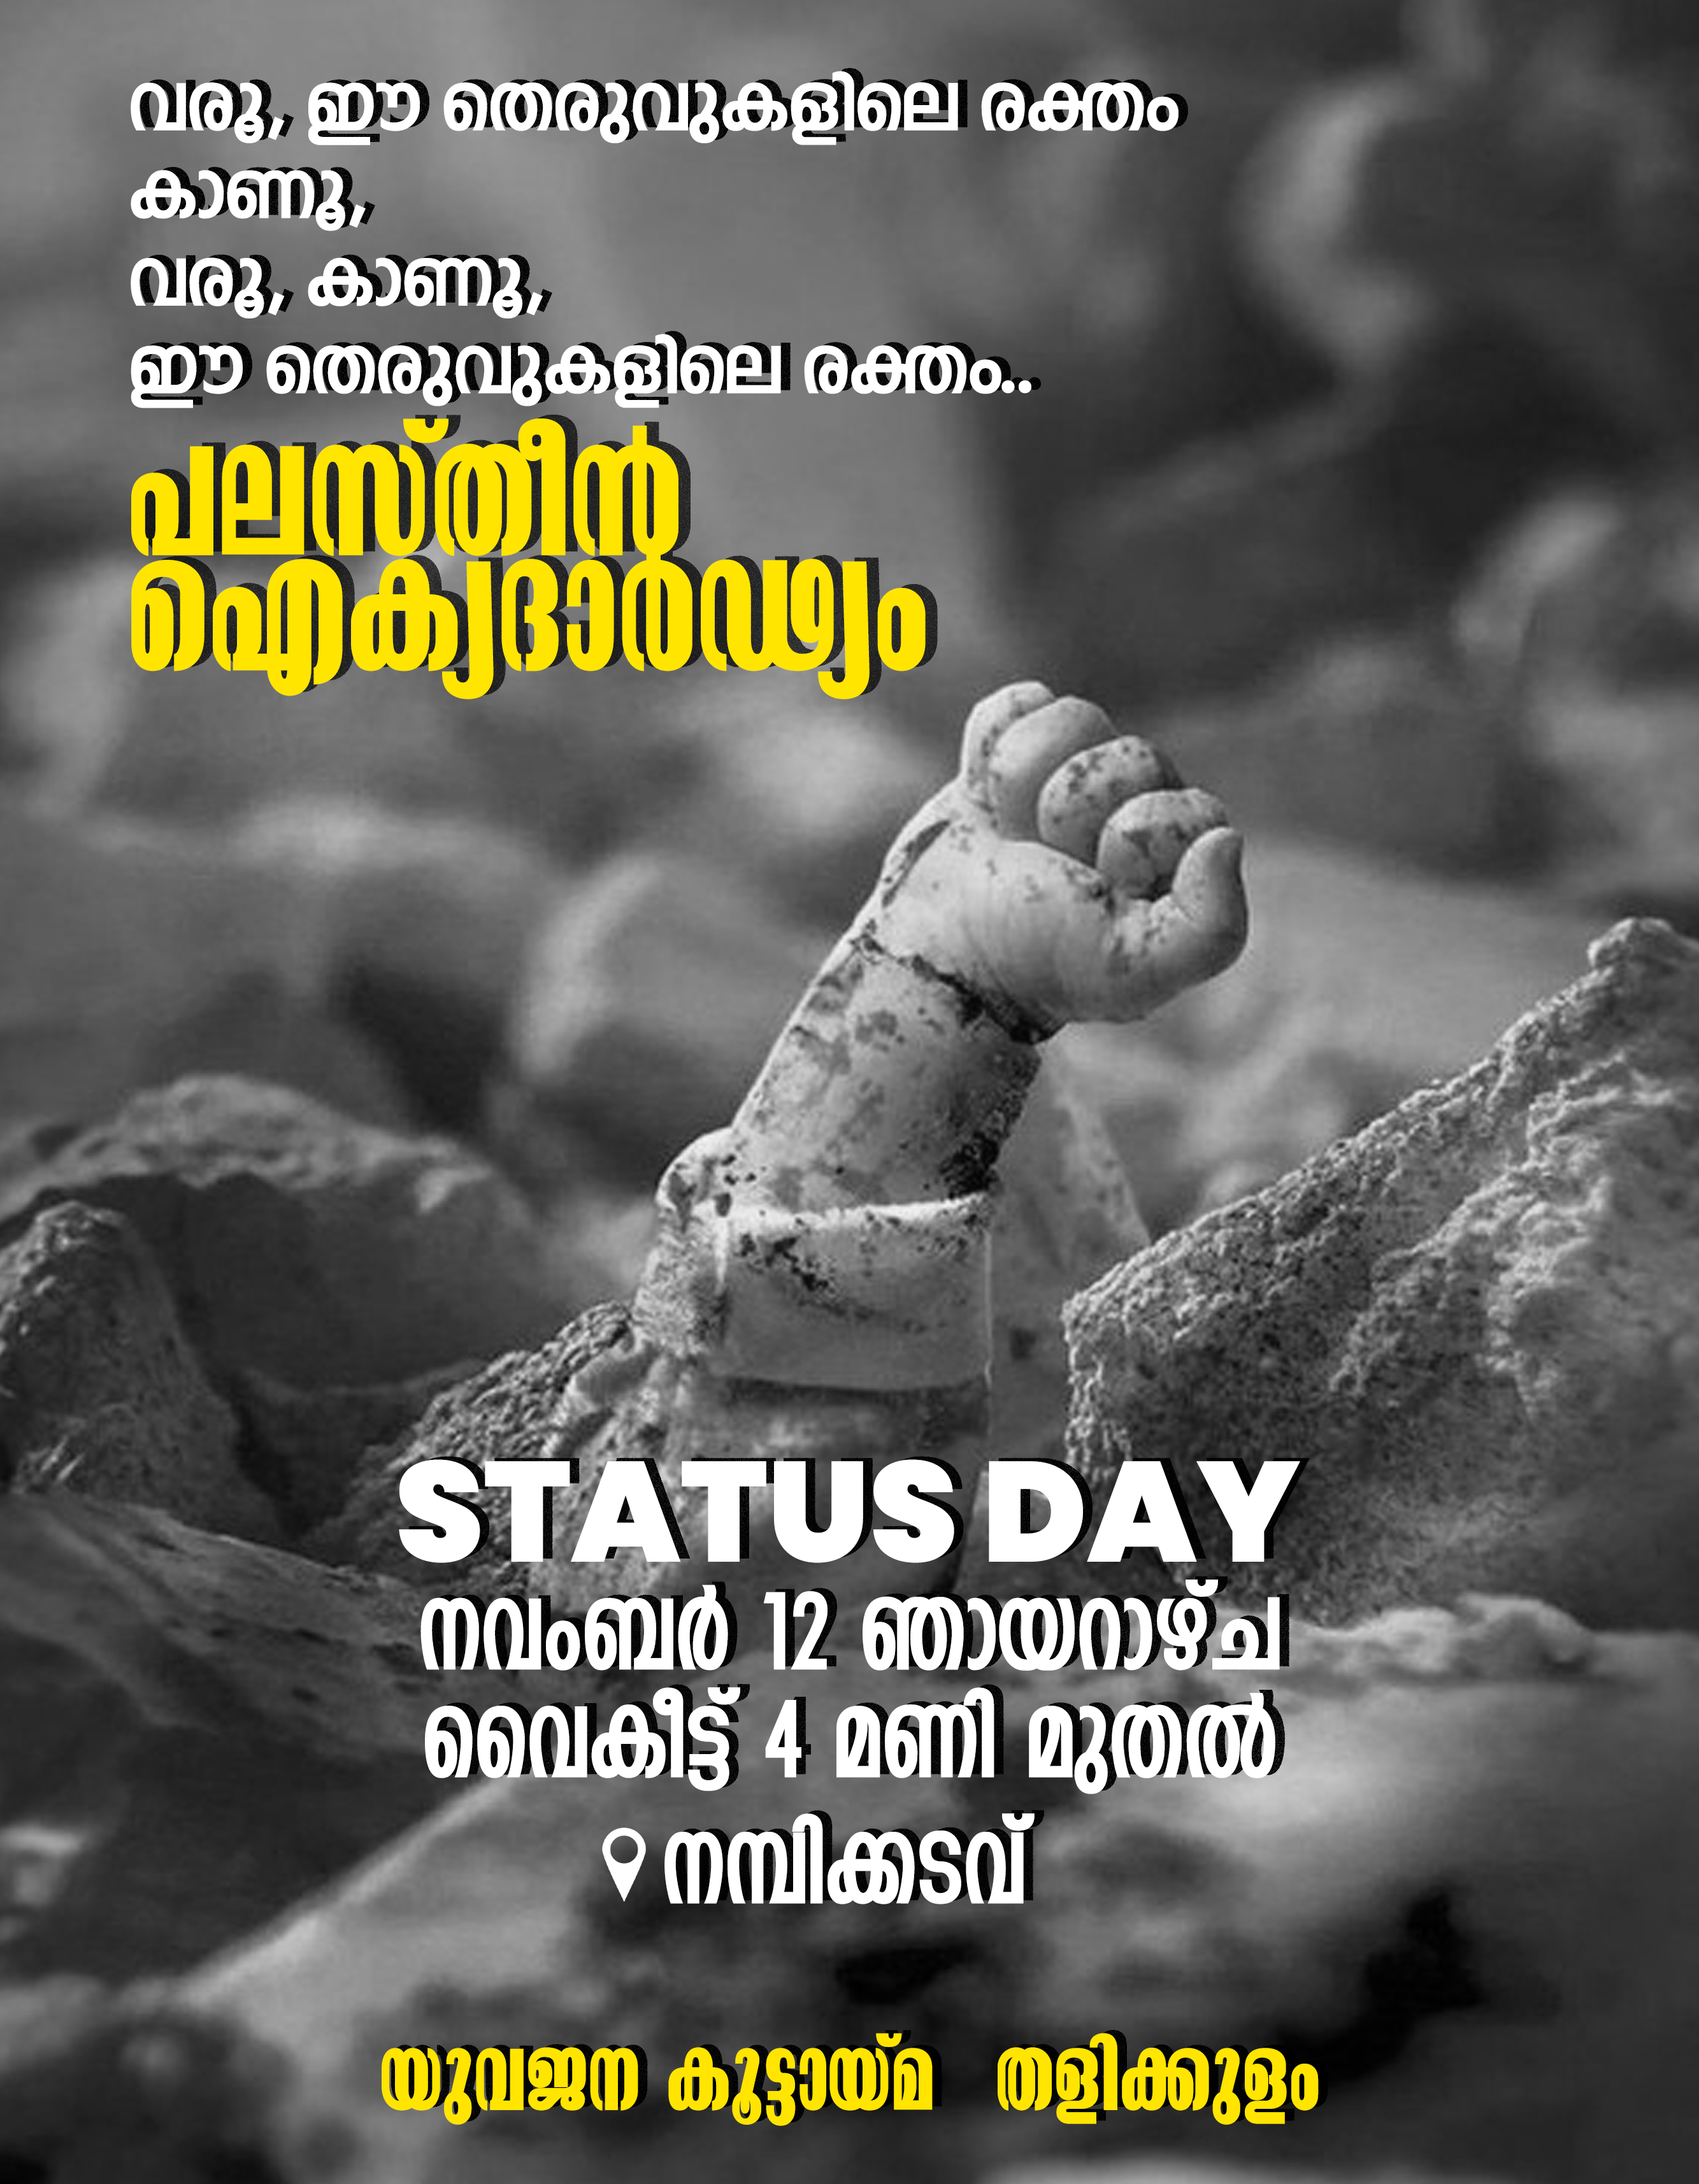 വരൂ, ഈ തെരുവുകളിലെ രക്തം
കാണൂ,
വരൂ, കാണൂ,
ഈ തെരുവുകളിലെ രക്തം..
പലസ്തീൻ
ഐക്യദാർഢ്യം
STATUS DAY
നവംബർ 12 ഞായറാഴ്ച
വൈകീട്ട് 4 മണി മുതൽ
നമ്പിക്കടവ്
യുവജന കൂട്ടായ്മ തളിക്കുളം